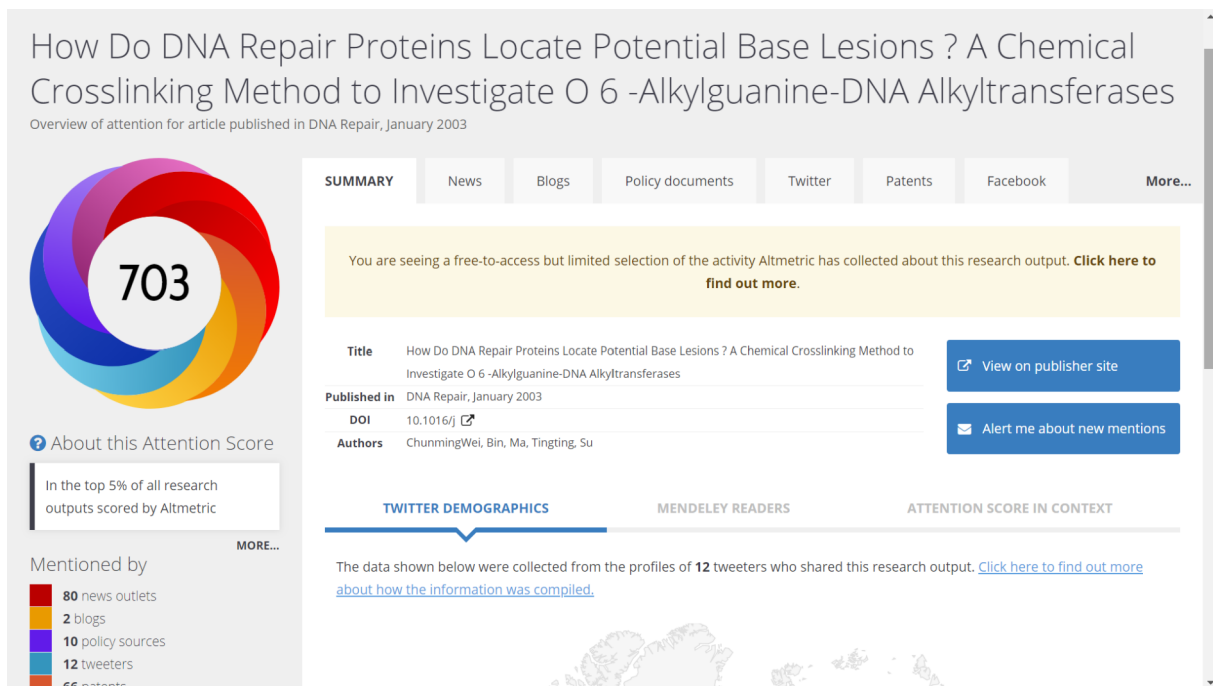 How Do DNA Repair Proteins Locate Potential Base Lesions ? A Chemical
Crosslinking Method to Investigate O 6 -Alkylguanine-DNA Alkyltransferases
Overview of attention for article published in DNA Repair, January 2003
703
? About this Attention Score
In the top 5% of all research
outputs scored by Altmetric
MORE...
Mentioned by
80 news outlets
2 blogs
10 policy sources
12 tweeters
66 patents
SUMMARY News Blogs Policy documents Twitter Patents Facebook More...
You are seeing a free-to-access but limited selection of the activity Altmetric has collected about this research output. Click here to
find out more.
Title How Do DNA Repair Proteins Locate Potential Base Lesions ? A Chemical Crosslinking Method to
Investigate O 6 -Alkylguanine-DNA Alkyltransferases
Published in DNA Repair, January 2003
DOI 10.1016/j
Authors ChunmingWei, Bin, Ma, Tingting, Su
View on publisher site
Alert me about new mentions
TWITTER DEMOGRAPHICS MENDELEY READERS ATTENTION SCORE IN CONTEXT
The data shown below were collected from the profiles of 12 tweeters who shared this research output. Click here to find out more
about how the information was compiled.